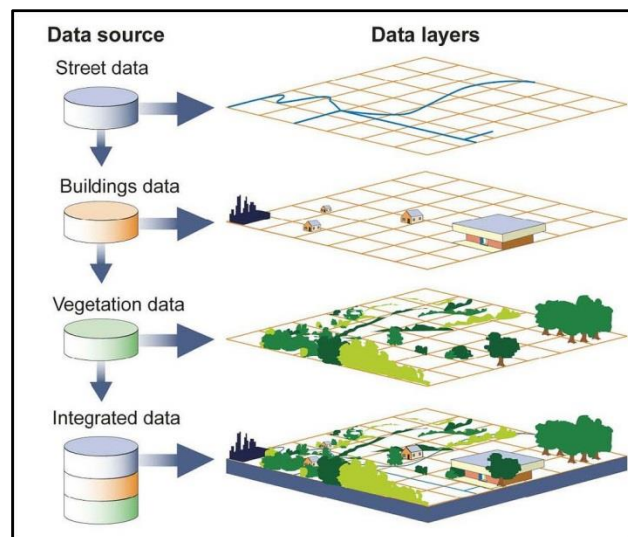 Data source
Data layers
Street data
Buildings data
Vegetation data
Integrated data